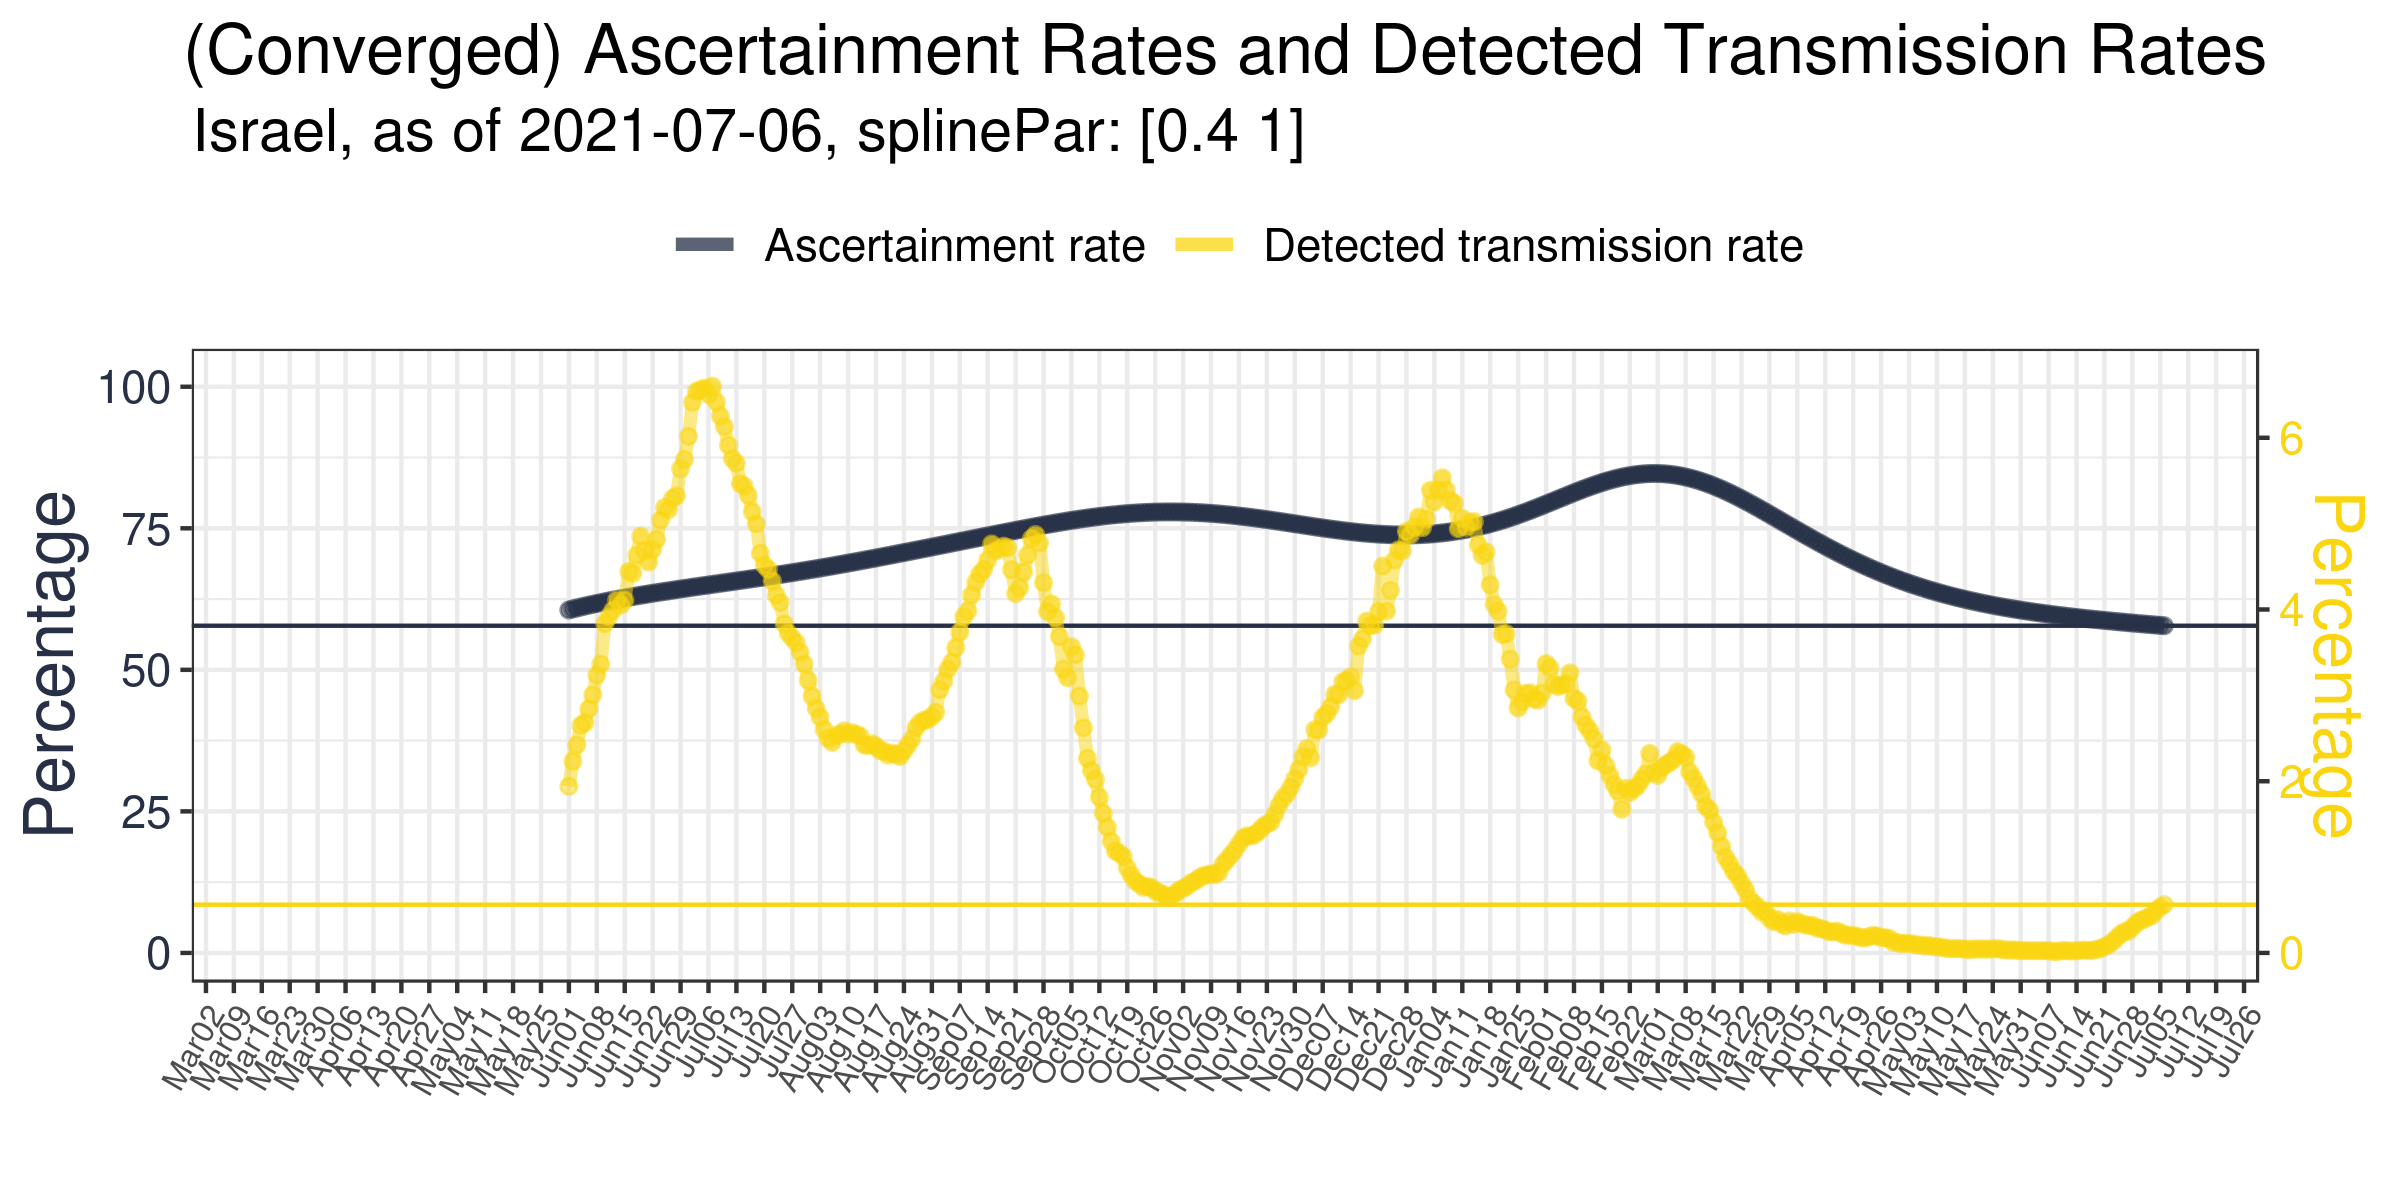 (Converged) Ascertainment Rates and Detected Transmission Rates
Israel, as of 2021-07-06, splinePar: [0.4 1]
Ascertainment rate
Detected transmission rate
Percentage
100
75
50
25
0
6
4
2
0
Percentage
Mar02
Mar09
Mar16
Mar23
Mar30
Apr06
Apr13
Apr20
Apr27
May04
May11
May18
May25
Jun01
Jun08
Jun15
Jun22
Jun29
Jul06
Jul13
Jul20
Jul27
Aug03
Aug10
Aug17
Aug24
Aug31
Sep07
Sep14
Sep21
Sep28
Oct05
Oct12
Oct19
Oct26
Nov02
Nov09
Nov16
Nov23
Nov30
Dec07
Dec14
Dec21
Dec28
Jan04
Jan11
Jan18
Jan25
Feb01
Feb08
Feb15
Feb22
Mar01
Mar08
Mar15
Mar22
Mar29
Apr05
Apr12
Apr19
Apr26
May03
May10
May17
May24
May31
Jun07
Jun14
Jun21
Jun28
Jul05
Jul12
Jul19
Jul26